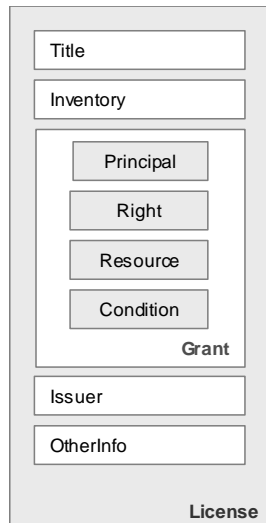 Title
Inventory
Principal
Right
Resource
Condition
Grant
Issuer
OtherInfo
License